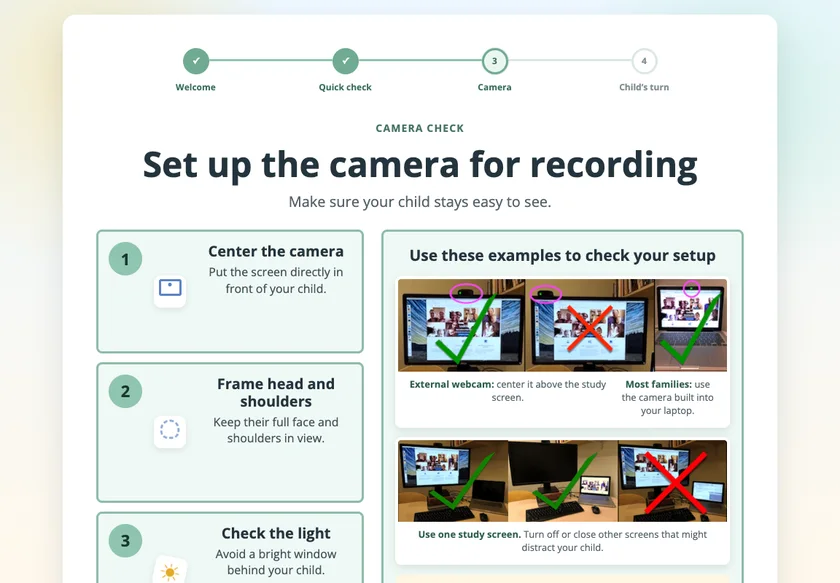 ✓
✓
3
4
Welcome
Quick check
Camera
Child's turn
CAMERA CHECK
Set up the camera for recording
Make sure your child stays easy to see.
1
Center the camera
Put the screen directly in
front of your child.
2
Frame head and
shoulders
Keep their full face and
shoulders in view.
3
Check the light
Avoid a bright window
behind your child.
Use these examples to check your setup
External webcam: center it above the study
screen.
Most families: use
the camera built into
your laptop.
Use one study screen. Turn off or close other screens that might
distract your child.